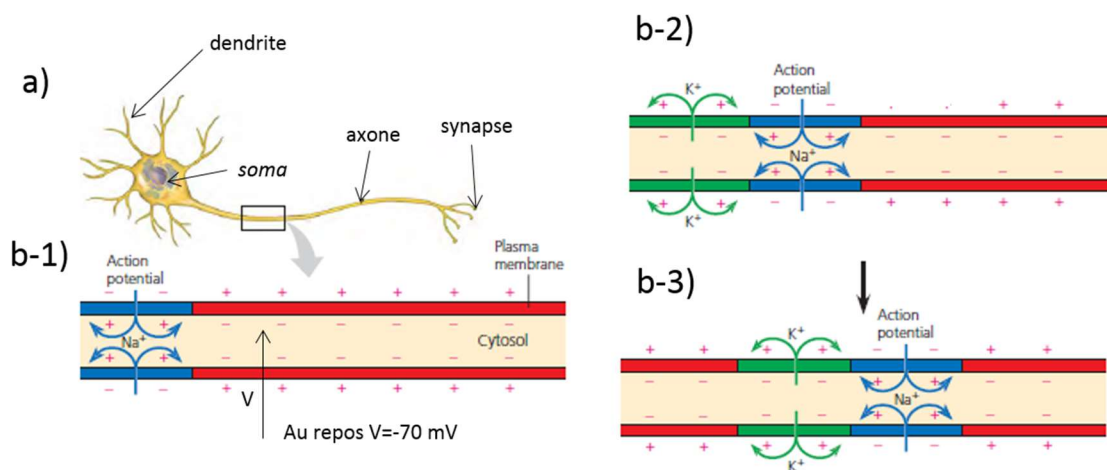 a)
dendrite
soma
axone
synapse
b-1)
Action
potential
Plasma
membrane
– – + + + + + +
+ + – – – – – –
Na⁺
Cytosol
+ + – – – – – –
– – + + + + + +
V
Au repos V=-70 mV
b-2)
Action
potential
K⁺
+ + – – + +
– – + + – – – –
Na⁺
– – + + – – – –
+ + – – + + + +
K⁺
b-3)
Action
potential
K⁺
+ + + + – – + +
– – – – + + – –
Na⁺
– – – – + + – –
+ + + + – – + +
K⁺